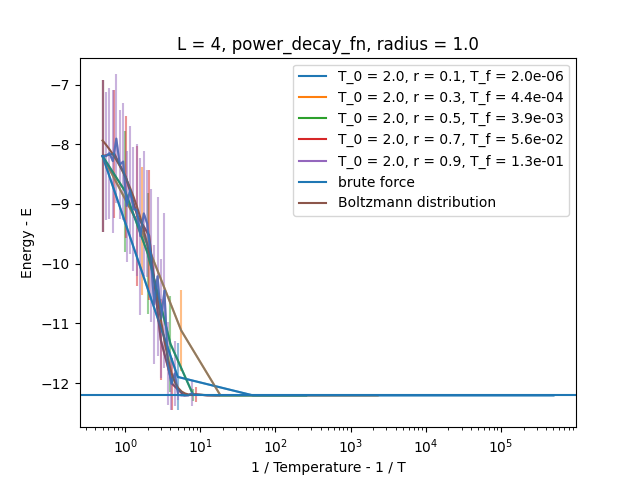 L = 4, power_decay_fn, radius = 1.0
T_0 = 2.0, r = 0.1, T_f = 2.0e-06
T_0 = 2.0, r = 0.3, T_f = 4.4e-04
T_0 = 2.0, r = 0.5, T_f = 3.9e-03
T_0 = 2.0, r = 0.7, T_f = 5.6e-02
T_0 = 2.0, r = 0.9, T_f = 1.3e-01
brute force
Boltzmann distribution
Energy - E
−7
−8
−9
−10
−11
−12
10⁰ 10¹ 10² 10³ 10⁴ 10⁵
1 / Temperature - 1 / T